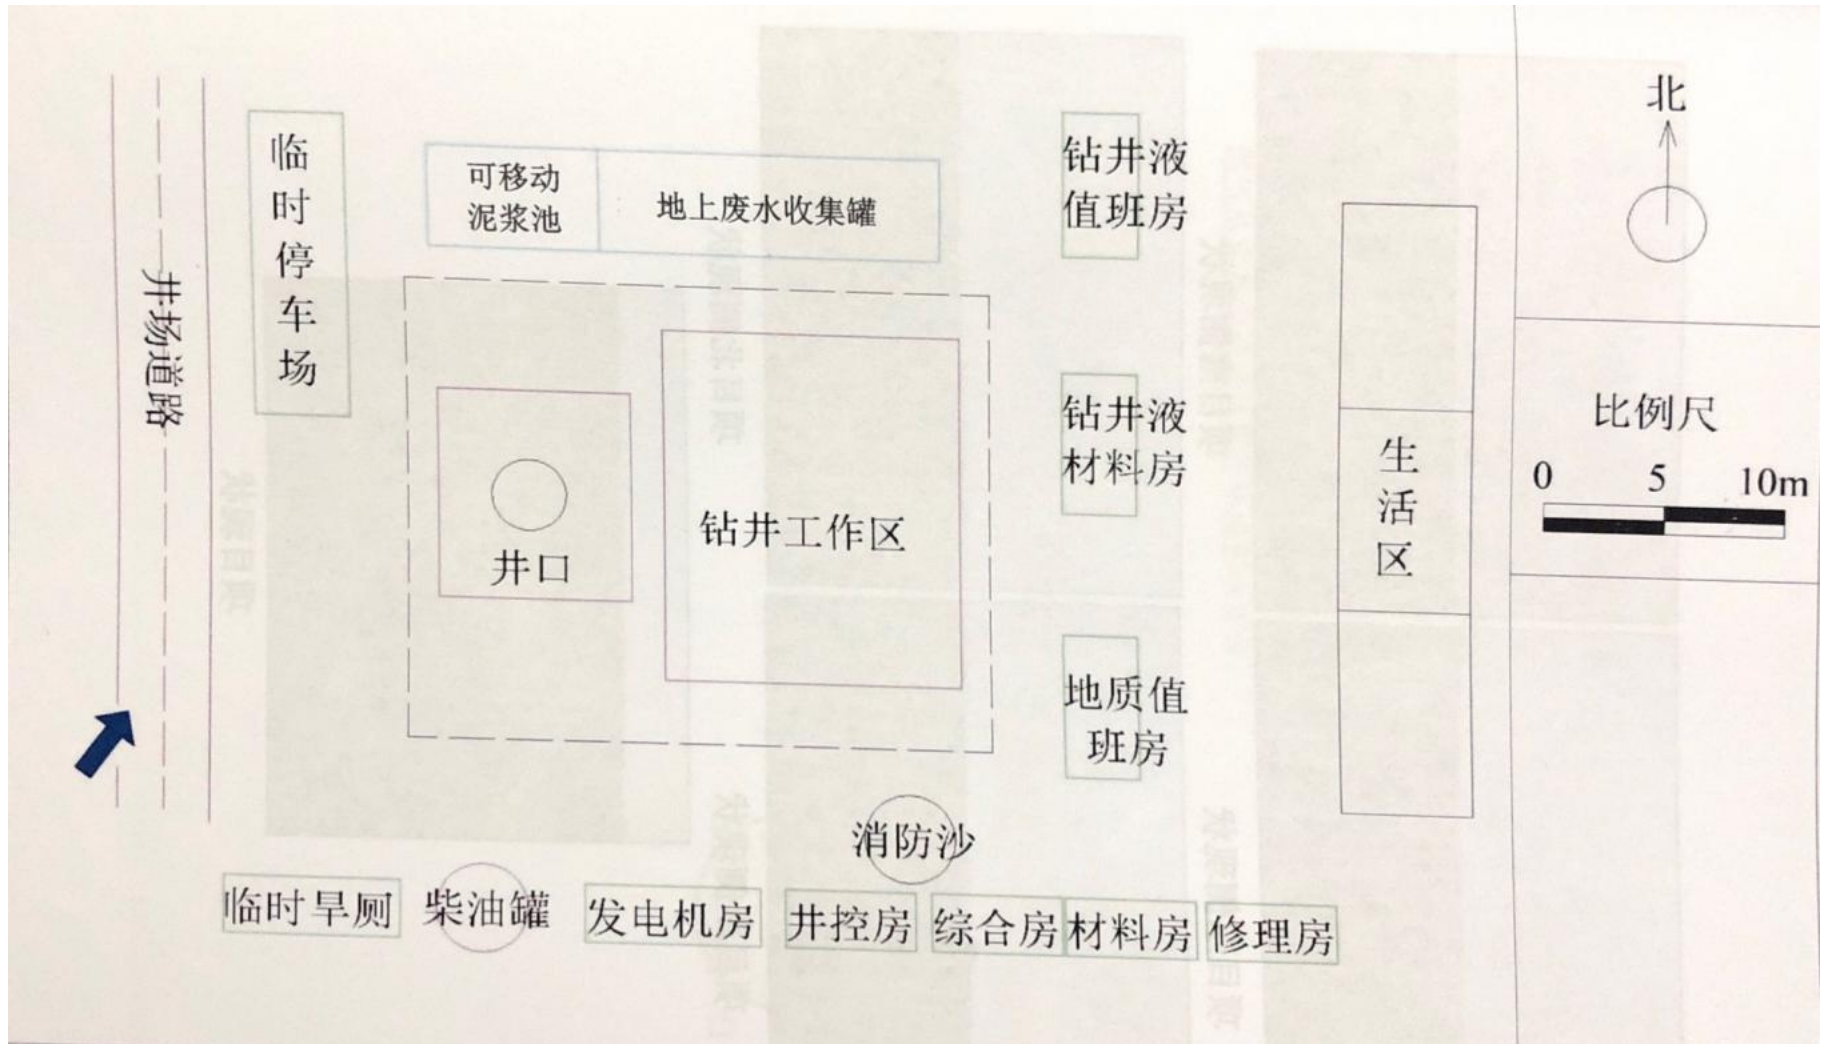 北
临时停车场
可移动
泥浆池
地上废水收集罐
钻井液
值班房
井场道路
井口
钻井工作区
钻井液
材料房
生活区
比例尺
0 5 10m
地质值
班房
消防沙
临时旱厕
柴油罐
发电机房
井控房
综合房
材料房
修理房